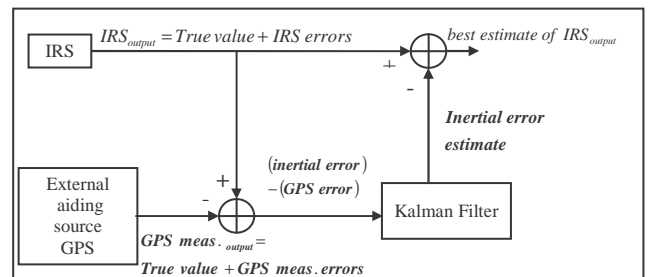 IRS
IRS_output = True value + IRS errors
best estimate of IRS_output
+
-
Inertial error
estimate
(inertial error)
-(GPS error)
+
-
External
aiding
source
GPS
Kalman Filter
GPS meas._output =
True value + GPS meas. errors